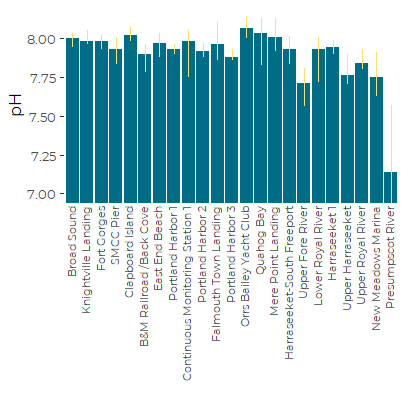 8.00
7.75
7.50
7.25
7.00
pH
Broad Sound
Knightville Landing
Fort Gorges
SMCC Pier
Clapboard Island
B&M Railroad/Back Cove
East End Beach
Portland Harbor 1
Continuous Monitoring Station 1
Portland Harbor 2
Falmouth Town Landing
Portland Harbor 3
Orrs Bailey Yacht Club
Quahog Bay
Mere Point Landing
Harraseeket-South Freeport
Upper Fore River
Lower Royal River
Harraseeket 1
Upper Harraseeket
Upper Royal River
New Meadows Marina
Presumpscot River